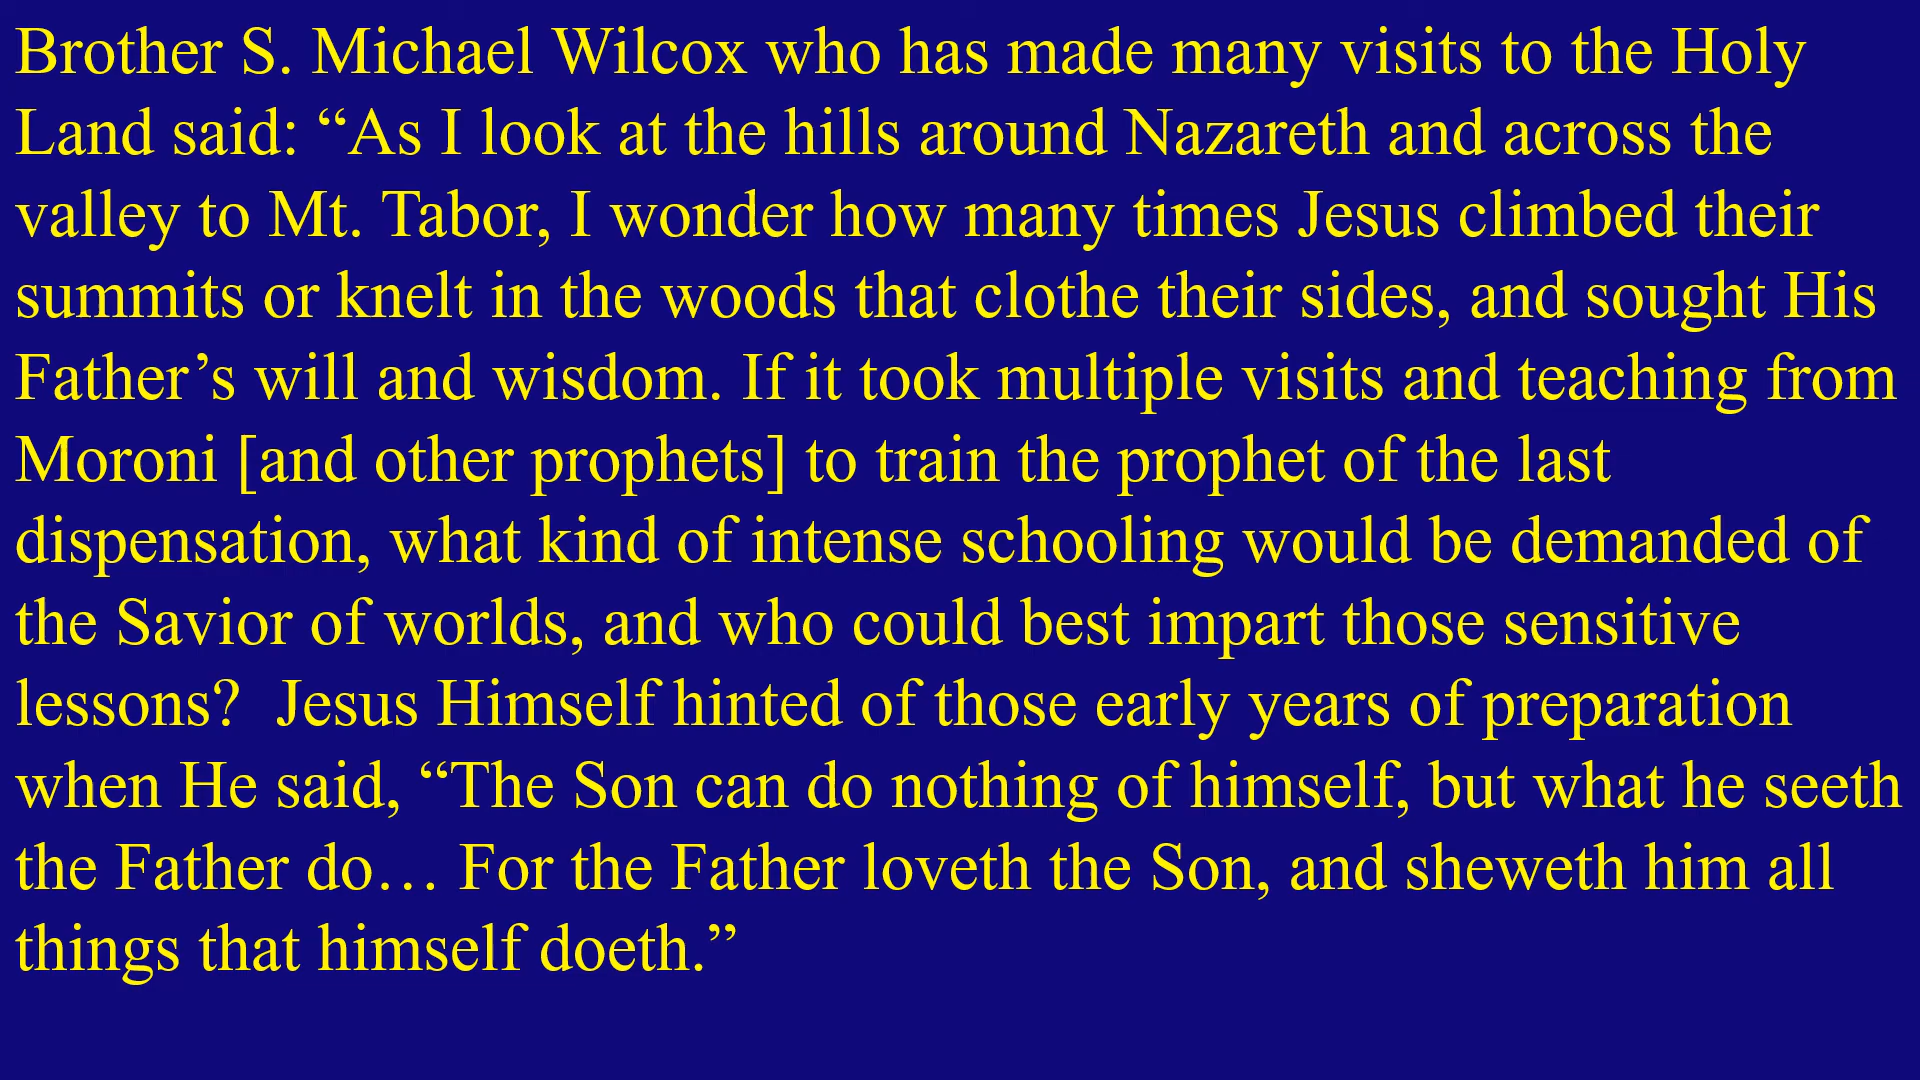 Brother S. Michael Wilcox who has made many visits to the Holy
Land said: “As I look at the hills around Nazareth and across the
valley to Mt. Tabor, I wonder how many times Jesus climbed their
summits or knelt in the woods that clothe their sides, and sought His
Father’s will and wisdom. If it took multiple visits and teaching from
Moroni [and other prophets] to train the prophet of the last
dispensation, what kind of intense schooling would be demanded of
the Savior of worlds, and who could best impart those sensitive
lessons?  Jesus Himself hinted of those early years of preparation
when He said, “The Son can do nothing of himself, but what he seeth
the Father do… For the Father loveth the Son, and sheweth him all
things that himself doeth.”